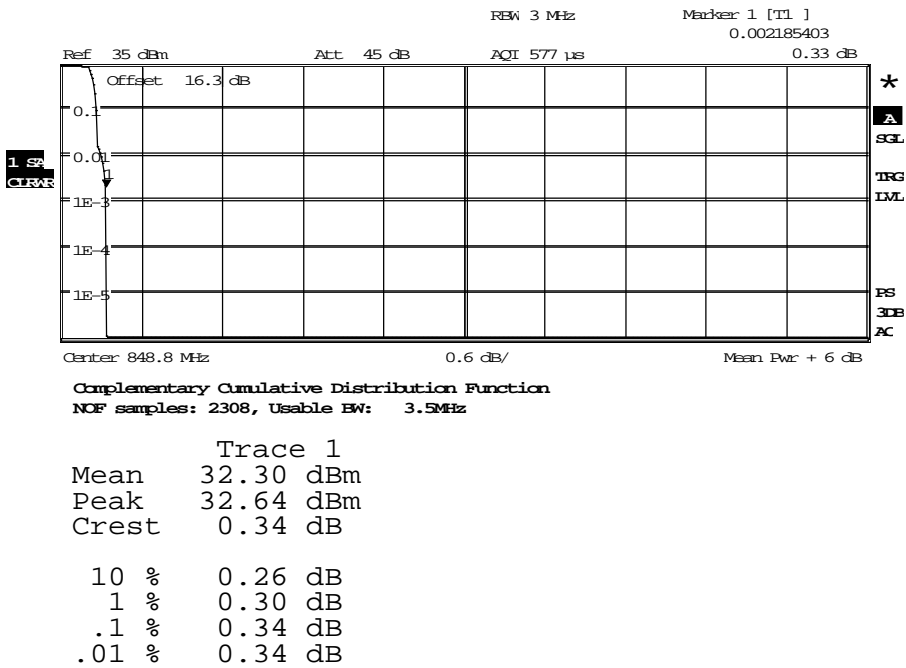 RBW 3 MHz Marker 1 [T1 ]
0.002185403
Ref 35 dBm Att 45 dB AQT 577 µs 0.33 dB
Offset 16.3 dB
*
0.1
A
SGL
0.01
1 SA
CLRWR
1
TRG
LVL
1E-3
1E-4
1E-5
PS
3DB
AC
Center 848.8 MHz 0.6 dB/ Mean Pwr + 6 dB
Complementary Cumulative Distribution Function
NOF samples: 2308, Usable BW: 3.5MHz
Trace 1
Mean 32.30 dBm
Peak 32.64 dBm
Crest 0.34 dB
10 % 0.26 dB
1 % 0.30 dB
.1 % 0.34 dB
.01 % 0.34 dB